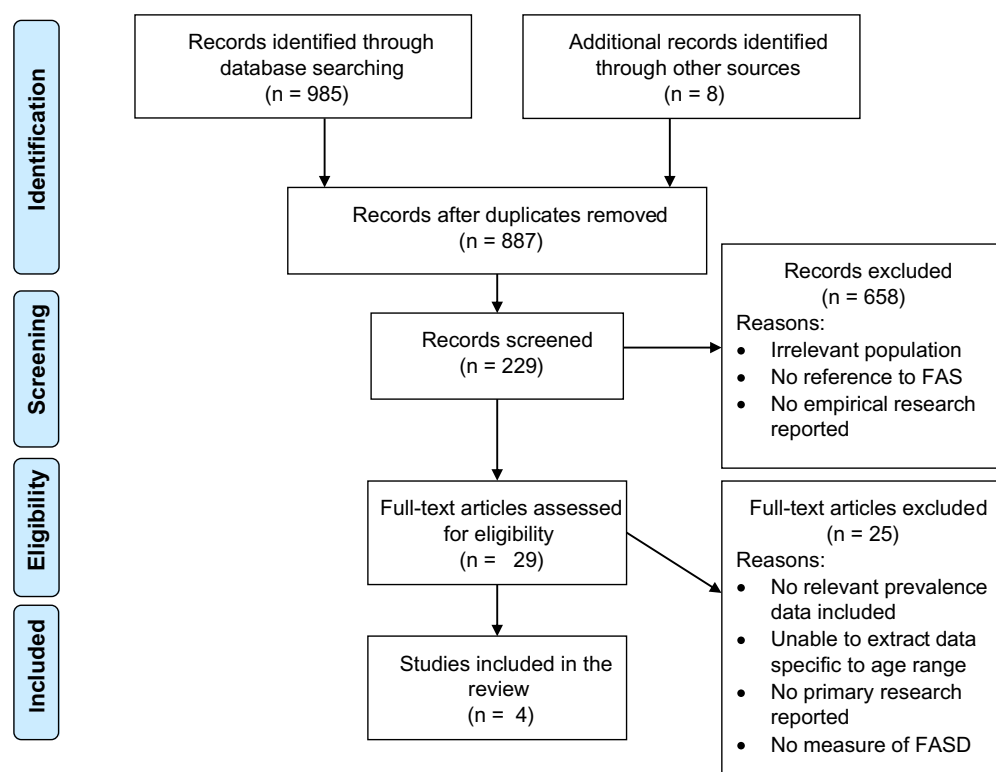 Identification
Records identified through
database searching
(n = 985)
Additional records identified
through other sources
(n = 8)
Records after duplicates removed
(n = 887)
Screening
Records screened
(n = 229)
Records excluded
(n = 658)
Reasons:
• Irrelevant population
• No reference to FAS
• No empirical research
reported
Eligibility
Full-text articles assessed
for eligibility
(n = 29)
Full-text articles excluded
(n = 25)
Reasons:
• No relevant prevalence
data included
• Unable to extract data
specific to age range
• No primary research
reported
• No measure of FASD
Included
Studies included in the
review
(n = 4)